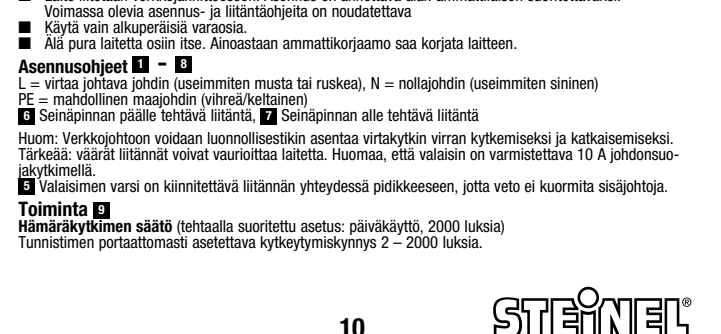 Voimassa olevia asennus- ja liitäntäohjeita on noudatettava
■ Käytä vain alkuperäisiä varaosia.
■ Älä pura laitetta osiin itse. Ainoastaan ammattikorjaamo saa korjata laitteen.
Asennusohjeet 1 – 8
L = virtaa johtava johdin (useimmiten musta tai ruskea), N = nollajohdin (useimmiten sininen)
PE = mahdollinen maajohdin (vihreä/keltainen)
6 Seinäpinnan päälle tehtävä liitäntä, 7 Seinäpinnan alle tehtävä liitäntä
Huom: Verkkojohtoon voidaan luonnollisestikin asentaa virtakytkin virran kytkemiseksi ja katkaisemiseksi.
Tärkeää: väärät liitännät voivat vaurioittaa laitetta. Huomaa, että valaisin on varmistettava 10 A johdonsuo-
jakytkimellä.
5 Valaisimen varsi on kiinnitettävä liitännän yhteydessä pidikkeeseen, jotta veto ei kuormita sisäjohtoja.
Toiminta 9
Hämäräkytkimen säätö (tehtaalla suoritettu asetus: päiväkäyttö, 2000 luksia)
Tunnistimen portaattomasti asetettava kytkeytymiskynnys 2 – 2000 luksia.
10
STEINEL®